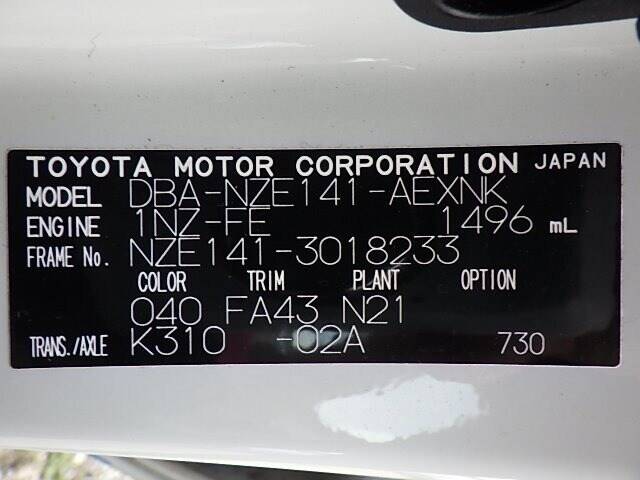 TOYOTA MOTOR CORPORATION JAPAN
MODEL DBA-NZE141-AEXNK
ENGINE 1NZ-FE 1496 mL
FRAME No. NZE141-3018233
COLOR TRIM PLANT OPTION
040 FA43 N21
TRANS./AXLE K310 -02A 730